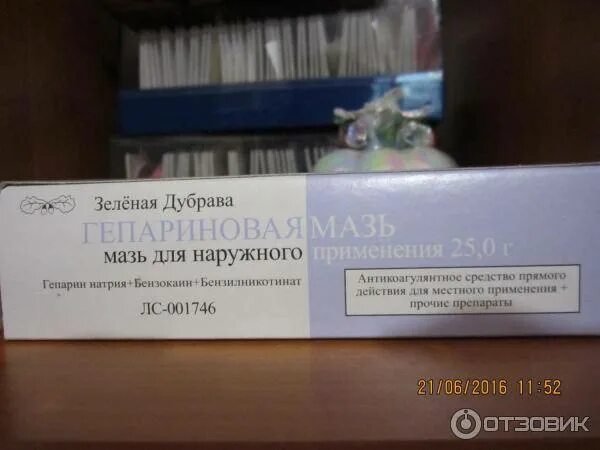 Зелёная Дубрава
ГЕПАРИНОВАЯ МАЗЬ
мазь для наружного применения 25,0 г
Гепарин натрия+Бензокаин+Бензилникотинат
ЛС-001746
Антикоагулянтное средство прямого
действия для местного применения +
прочие препараты
21/06/2016 11:52
ОТЗОВИК